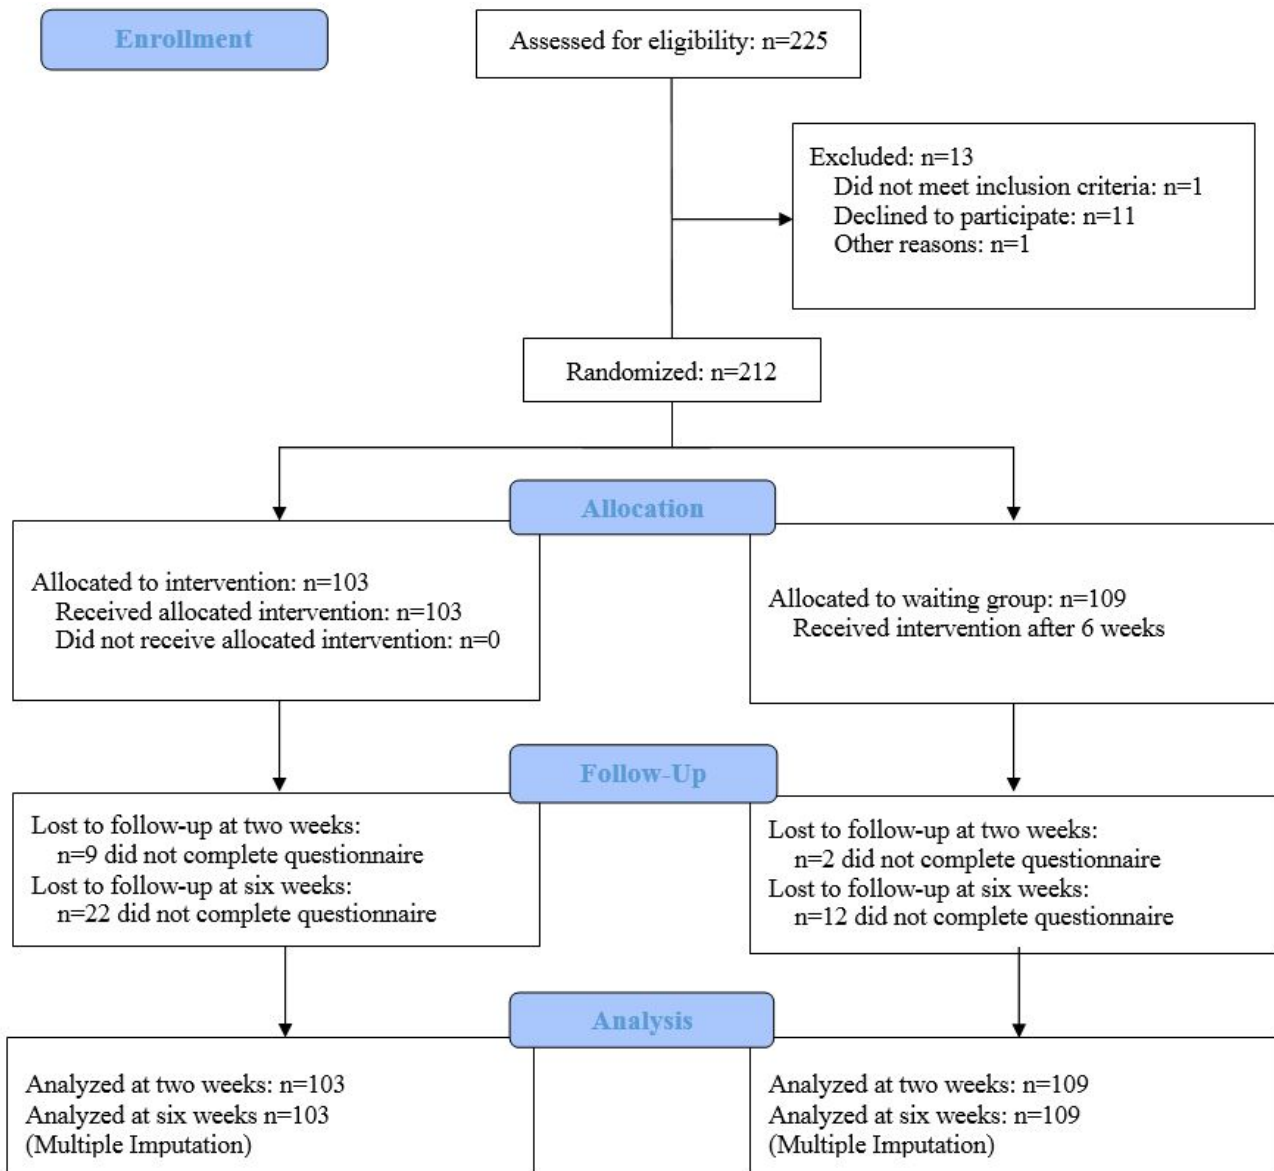 Enrollment
Assessed for eligibility: n=225
Excluded: n=13
Did not meet inclusion criteria: n=1
Declined to participate: n=11
Other reasons: n=1
Randomized: n=212
Allocation
Allocated to intervention: n=103
Received allocated intervention: n=103
Did not receive allocated intervention: n=0
Allocated to waiting group: n=109
Received intervention after 6 weeks
Follow-Up
Lost to follow-up at two weeks:
n=9 did not complete questionnaire
Lost to follow-up at six weeks:
n=22 did not complete questionnaire
Lost to follow-up at two weeks:
n=2 did not complete questionnaire
Lost to follow-up at six weeks:
n=12 did not complete questionnaire
Analysis
Analyzed at two weeks: n=103
Analyzed at six weeks n=103
(Multiple Imputation)
Analyzed at two weeks: n=109
Analyzed at six weeks: n=109
(Multiple Imputation)